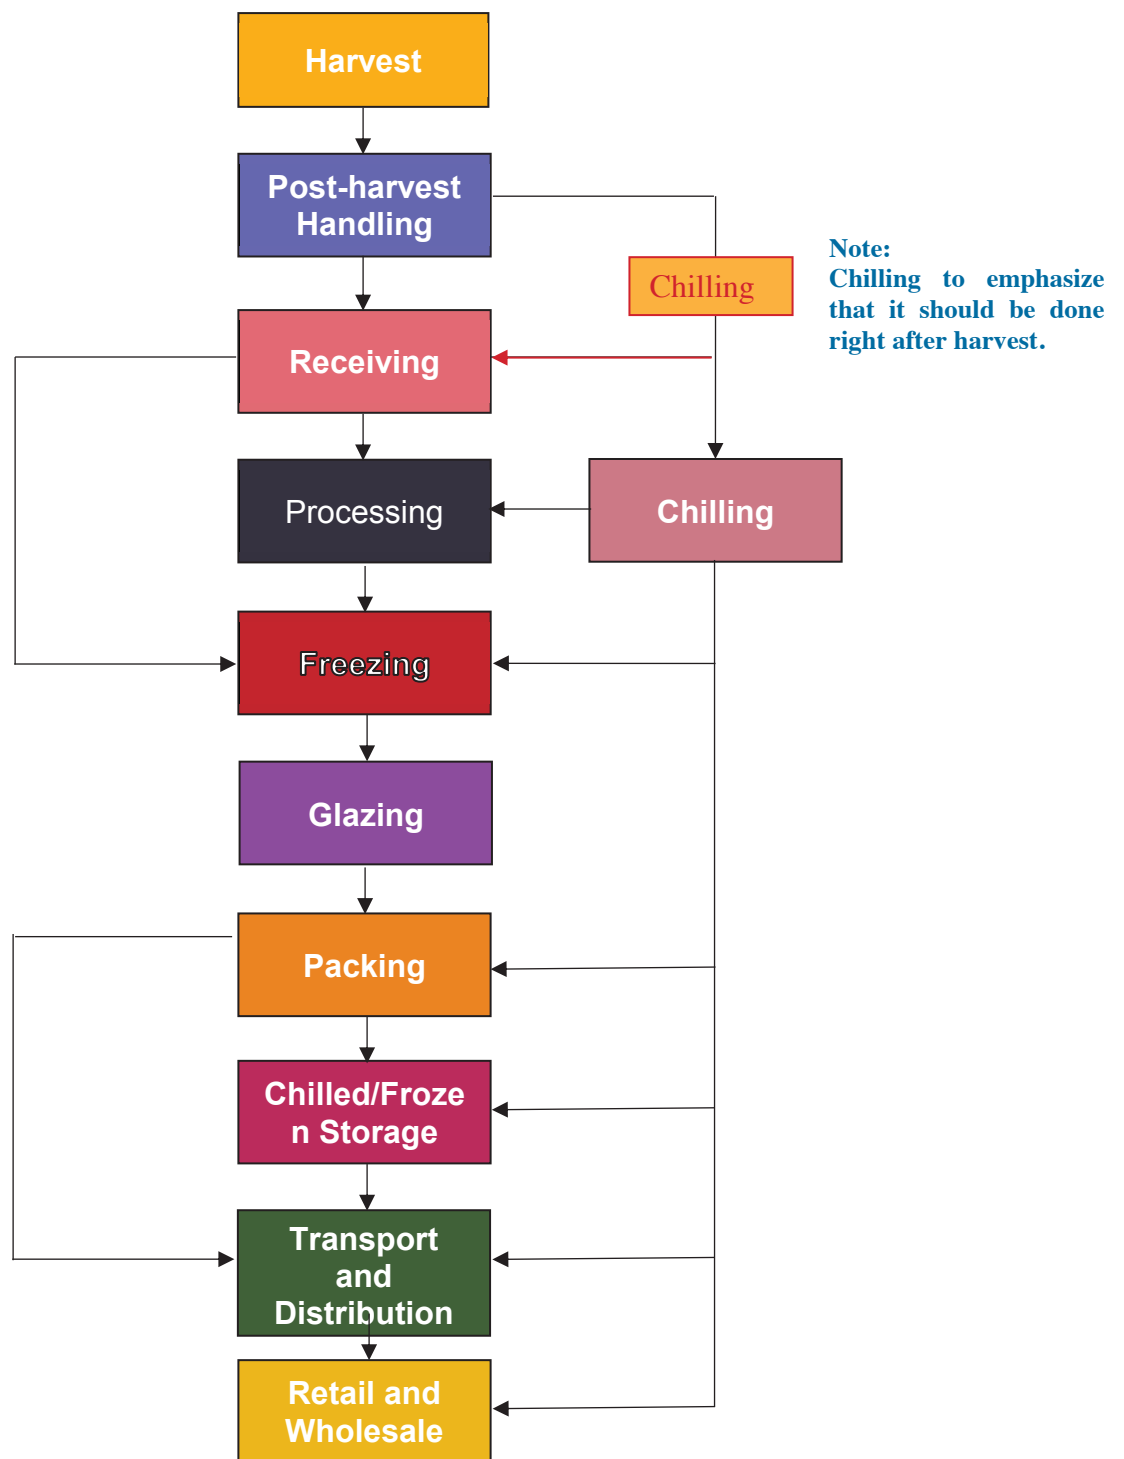 Harvest
Post-harvest
Handling
Chilling
Note:
Chilling to emphasize
that it should be done
right after harvest.
Receiving
Processing
Chilling
Freezing
Glazing
Packing
Chilled/Froze
n Storage
Transport
and
Distribution
Retail and
Wholesale